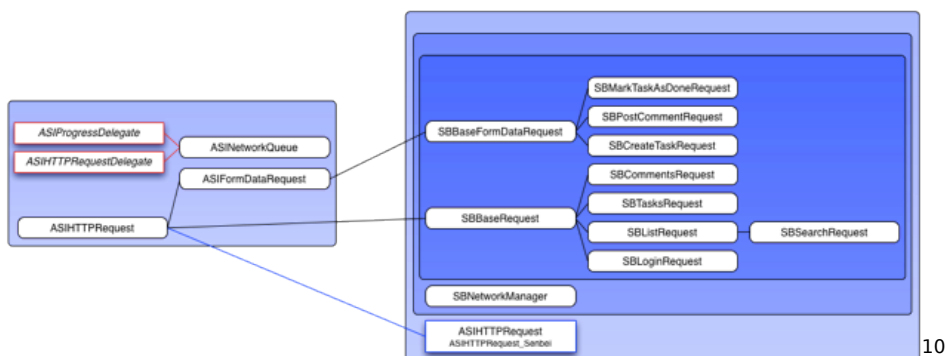 ASIProgressDelegate
ASIHTTPRequestDelegate
ASINetworkQueue
ASIFormDataRequest
ASIHTTPRequest
SBBaseFormDataRequest
SBMarkTaskAsDoneRequest
SBPostCommentRequest
SBCreateTaskRequest
SBBaseRequest
SBCommentsRequest
SBTasksRequest
SBListRequest
SBSearchRequest
SBLoginRequest
SBNetworkManager
ASIHTTPRequest
ASIHTTPRequest_Senbei
10